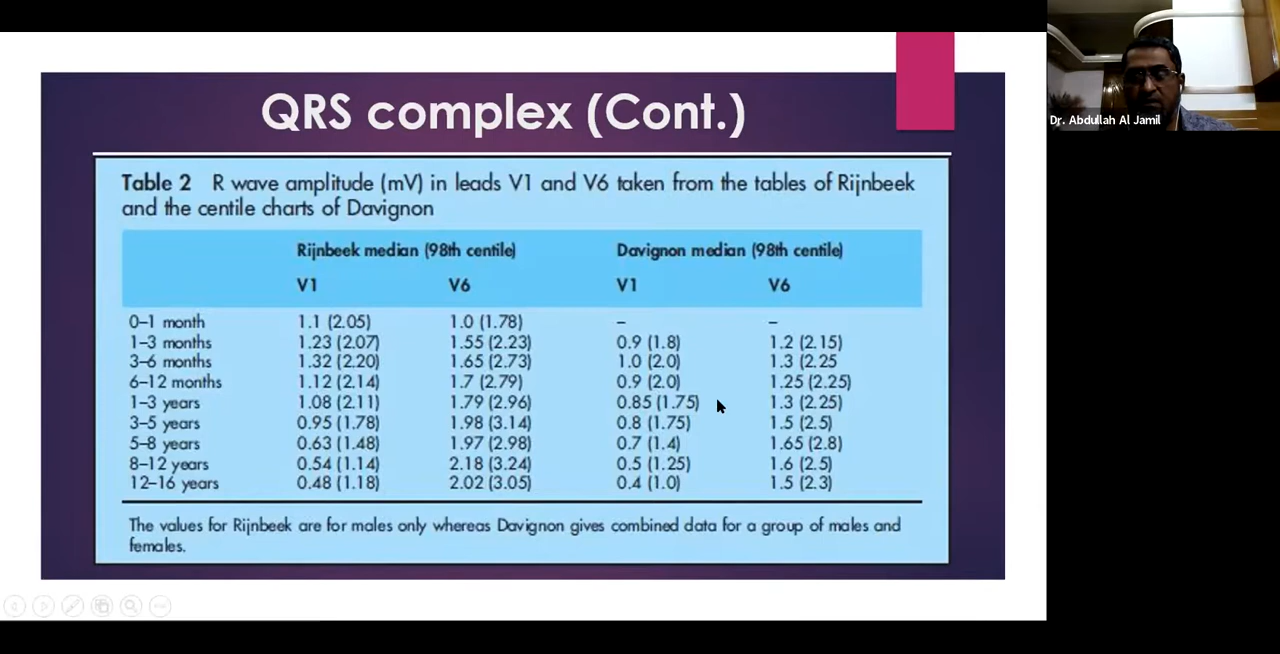 QRS complex (Cont.)
Dr. Abdullah Al Jamil
Table 2 R wave amplitude (mV) in leads V1 and V6 taken from the tables of Rijnbeek
and the centile charts of Davignon
Rijnbeek median (98th centile) Davignon median (98th centile)
V1 V6 V1 V6
0–1 month 1.1 (2.05) 1.0 (1.78) – –
1–3 months 1.23 (2.07) 1.55 (2.23) 0.9 (1.8) 1.2 (2.15)
3–6 months 1.32 (2.20) 1.65 (2.73) 1.0 (2.0) 1.3 (2.25
6–12 months 1.12 (2.14) 1.7 (2.79) 0.9 (2.0) 1.25 (2.25)
1–3 years 1.08 (2.11) 1.79 (2.96) 0.85 (1.75) 1.3 (2.25)
3–5 years 0.95 (1.78) 1.98 (3.14) 0.8 (1.75) 1.5 (2.5)
5–8 years 0.63 (1.48) 1.97 (2.98) 0.7 (1.4) 1.65 (2.8)
8–12 years 0.54 (1.14) 2.18 (3.24) 0.5 (1.25) 1.6 (2.5)
12–16 years 0.48 (1.18) 2.02 (3.05) 0.4 (1.0) 1.5 (2.3)
The values for Rijnbeek are for males only whereas Davignon gives combined data for a group of males and
females.